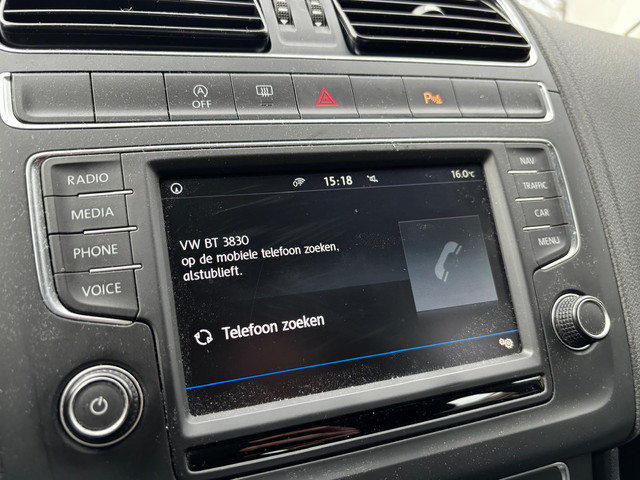 A
OFF
P
RADIO
MEDIA
PHONE
VOICE
NAV
TRAFFIC
CAR
MENU
15:18
16.0°C
VW BT 3830
op de mobiele telefoon zoeken,
alstublieft.
Telefoon zoeken